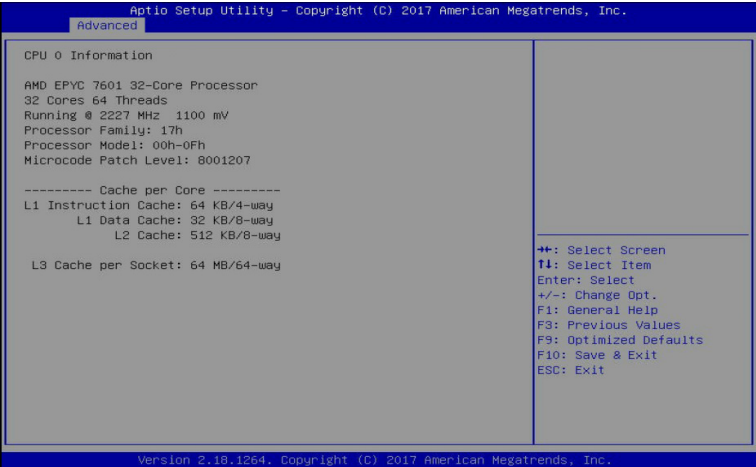 Aptio Setup Utility – Copyright (C) 2017 American Megatrends, Inc.
Advanced
CPU 0 Information
AMD EPYC 7601 32-Core Processor
32 Cores 64 Threads
Running @ 2227 MHz 1100 mV
Processor Family: 17h
Processor Model: 00h-0Fh
Microcode Patch Level: 8001207
--------- Cache per Core ---------
L1 Instruction Cache: 64 KB/4-way
L1 Data Cache: 32 KB/8-way
L2 Cache: 512 KB/8-way
L3 Cache per Socket: 64 MB/64-way
→←: Select Screen
↑↓: Select Item
Enter: Select
+/-: Change Opt.
F1: General Help
F3: Previous Values
F9: Optimized Defaults
F10: Save & Exit
ESC: Exit
Version 2.18.1264. Copyright (C) 2017 American Megatrends, Inc.